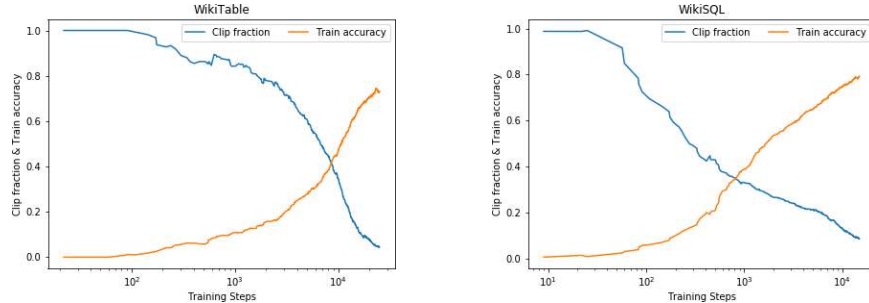 WikiTable
Clip fraction
Train accuracy
Clip fraction & Train accuracy
1.0
0.8
0.6
0.4
0.2
0.0
10²
10³
10⁴
Training Steps
WikiSQL
Clip fraction
Train accuracy
Clip fraction & Train accuracy
1.0
0.8
0.6
0.4
0.2
0.0
10¹
10²
10³
10⁴
Training Steps